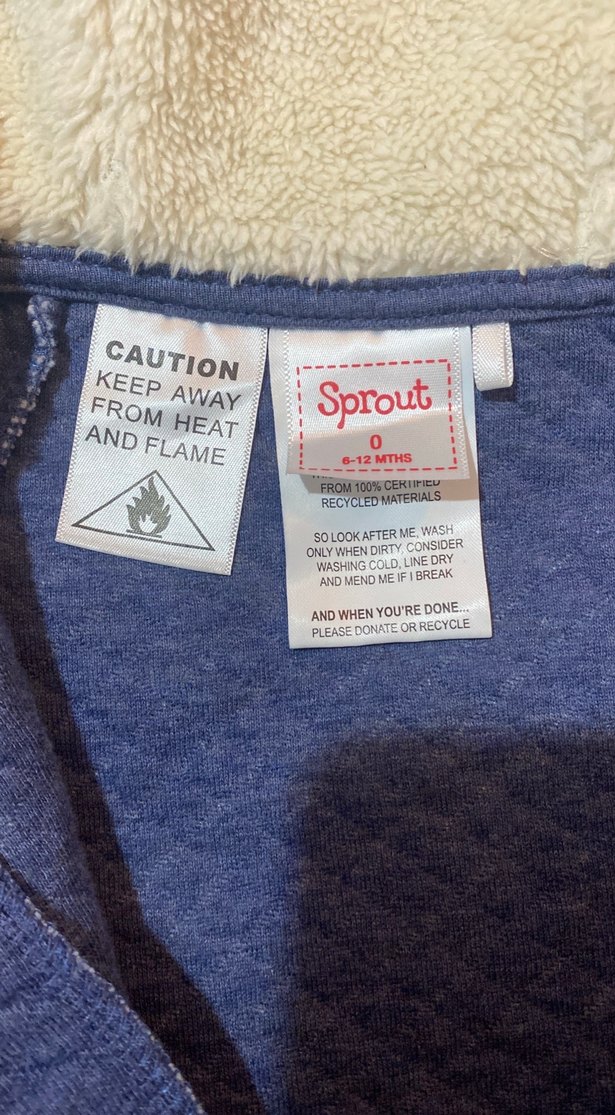 CAUTION
KEEP AWAY
FROM HEAT
AND FLAME
Sprout
0
6-12 MTHS
FROM 100% CERTIFIED
RECYCLED MATERIALS
SO LOOK AFTER ME, WASH
ONLY WHEN DIRTY, CONSIDER
WASHING COLD, LINE DRY
AND MEND ME IF I BREAK
AND WHEN YOU'RE DONE...
PLEASE DONATE OR RECYCLE